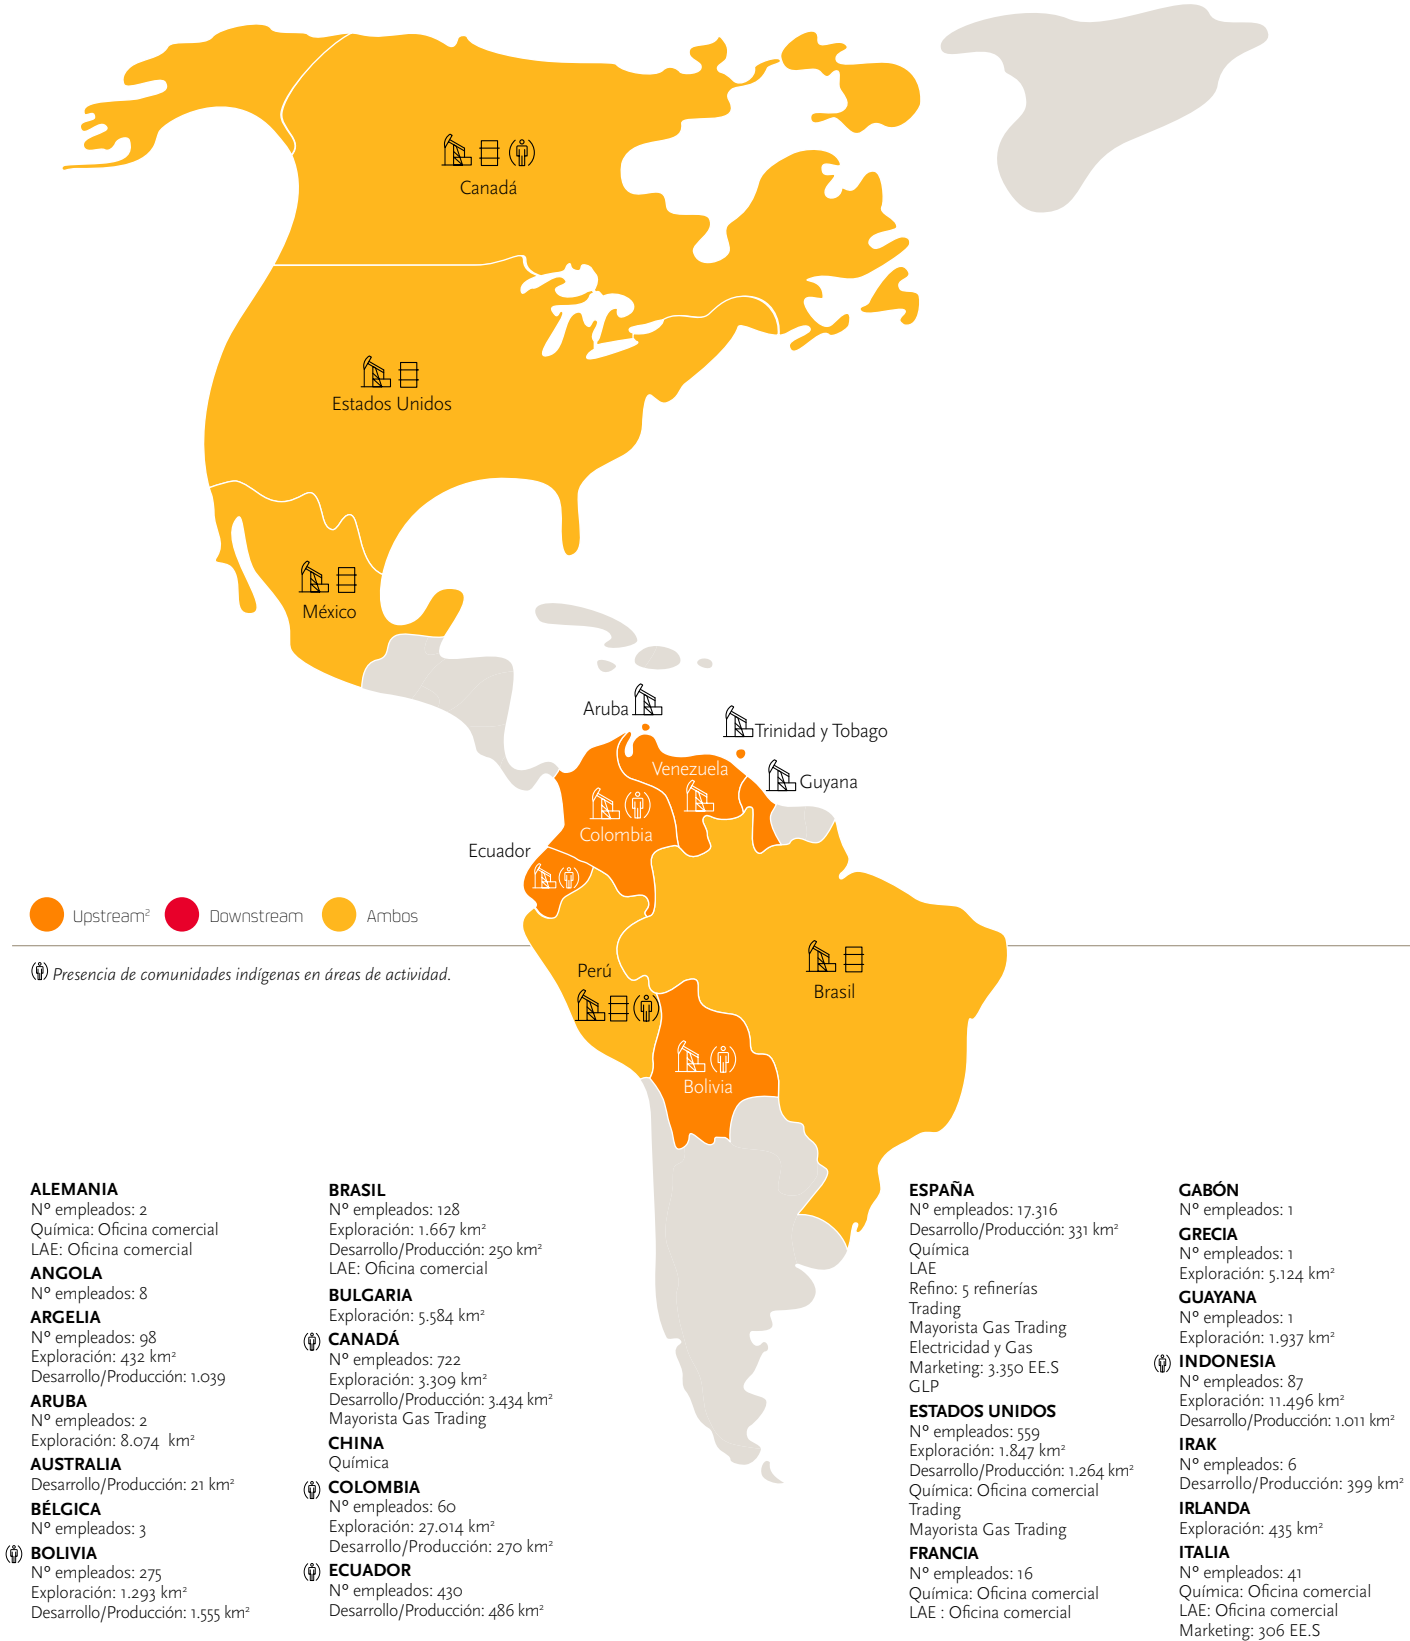 Canadá
Estados Unidos
México
Aruba
Trinidad y Tobago
Venezuela
Guyana
Colombia
Ecuador
Upstream² Downstream Ambos
Presencia de comunidades indígenas en áreas de actividad.
Perú
Brasil
Bolivia
ALEMANIA
Nº empleados: 2
Química: Oficina comercial
LAE: Oficina comercial
ANGOLA
Nº empleados: 8
ARGELIA
Nº empleados: 98
Exploración: 432 km²
Desarrollo/Producción: 1.039
ARUBA
Nº empleados: 2
Exploración: 8.074 km²
AUSTRALIA
Desarrollo/Producción: 21 km²
BÉLGICA
Nº empleados: 3
BOLIVIA
Nº empleados: 275
Exploración: 1.293 km²
Desarrollo/Producción: 1.555 km²
BRASIL
Nº empleados: 128
Exploración: 1.667 km²
Desarrollo/Producción: 250 km²
LAE: Oficina comercial
BULGARIA
Exploración: 5.584 km²
CANADÁ
Nº empleados: 722
Exploración: 3.309 km²
Desarrollo/Producción: 3.434 km²
Mayorista Gas Trading
CHINA
Química
COLOMBIA
Nº empleados: 60
Exploración: 27.014 km²
Desarrollo/Producción: 270 km²
ECUADOR
Nº empleados: 430
Desarrollo/Producción: 486 km²
ESPAÑA
Nº empleados: 17.316
Desarrollo/Producción: 331 km²
Química
LAE
Refino: 5 refinerías
Trading
Mayorista Gas Trading
Electricidad y Gas
Marketing: 3.350 EE.S
GLP
ESTADOS UNIDOS
Nº empleados: 559
Exploración: 1.847 km²
Desarrollo/Producción: 1.264 km²
Química: Oficina comercial
Trading
Mayorista Gas Trading
FRANCIA
Nº empleados: 16
Química: Oficina comercial
LAE : Oficina comercial
GABÓN
Nº empleados: 1
GRECIA
Nº empleados: 1
Exploración: 5.124 km²
GUAYANA
Nº empleados: 1
Exploración: 1.937 km²
INDONESIA
Nº empleados: 87
Exploración: 11.496 km²
Desarrollo/Producción: 1.011 km²
IRAK
Nº empleados: 6
Desarrollo/Producción: 399 km²
IRLANDA
Exploración: 435 km²
ITALIA
Nº empleados: 41
Química: Oficina comercial
LAE: Oficina comercial
Marketing: 306 EE.S